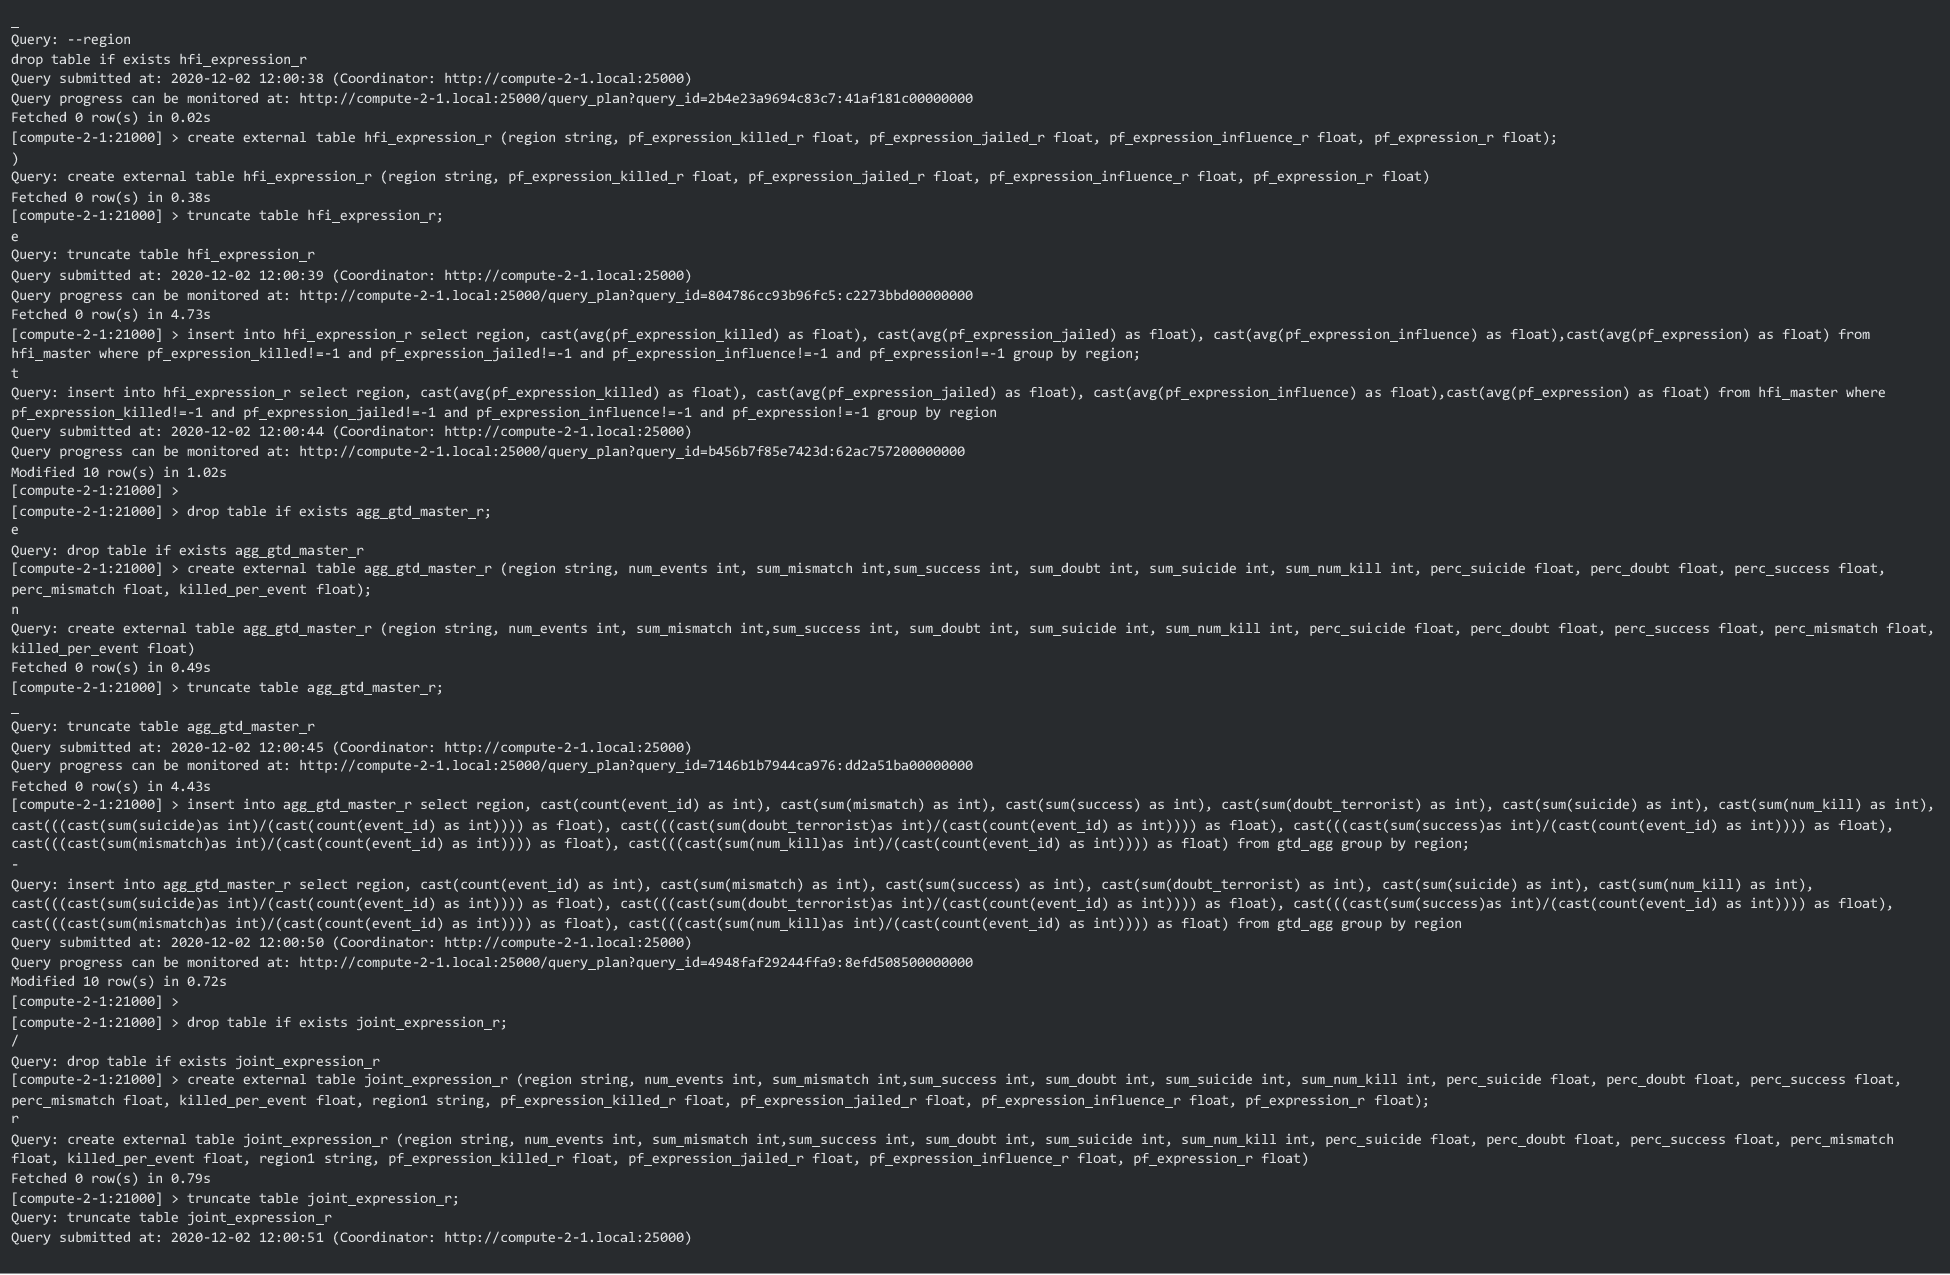 _
Query: --region
drop table if exists hfi_expression_r
Query submitted at: 2020-12-02 12:00:38 (Coordinator: http://compute-2-1.local:25000)
Query progress can be monitored at: http://compute-2-1.local:25000/query_plan?query_id=2b4e23a9694c83c7:41af181c00000000
Fetched 0 row(s) in 0.02s
[compute-2-1:21000] > create external table hfi_expression_r (region string, pf_expression_killed_r float, pf_expression_jailed_r float, pf_expression_influence_r float, pf_expression_r float);
)
Query: create external table hfi_expression_r (region string, pf_expression_killed_r float, pf_expression_jailed_r float, pf_expression_influence_r float, pf_expression_r float)
Fetched 0 row(s) in 0.38s
[compute-2-1:21000] > truncate table hfi_expression_r;
e
Query: truncate table hfi_expression_r
Query submitted at: 2020-12-02 12:00:39 (Coordinator: http://compute-2-1.local:25000)
Query progress can be monitored at: http://compute-2-1.local:25000/query_plan?query_id=804786cc93b96fc5:c2273bbd00000000
Fetched 0 row(s) in 4.73s
[compute-2-1:21000] > insert into hfi_expression_r select region, cast(avg(pf_expression_killed) as float), cast(avg(pf_expression_jailed) as float), cast(avg(pf_expression_influence) as float),cast(avg(pf_expression) as float) from
hfi_master where pf_expression_killed!=-1 and pf_expression_jailed!=-1 and pf_expression_influence!=-1 and pf_expression!=-1 group by region;
t
Query: insert into hfi_expression_r select region, cast(avg(pf_expression_killed) as float), cast(avg(pf_expression_jailed) as float), cast(avg(pf_expression_influence) as float),cast(avg(pf_expression) as float) from hfi_master where
pf_expression_killed!=-1 and pf_expression_jailed!=-1 and pf_expression_influence!=-1 and pf_expression!=-1 group by region
Query submitted at: 2020-12-02 12:00:44 (Coordinator: http://compute-2-1.local:25000)
Query progress can be monitored at: http://compute-2-1.local:25000/query_plan?query_id=b456b7f85e7423d:62ac757200000000
Modified 10 row(s) in 1.02s
[compute-2-1:21000] >
[compute-2-1:21000] > drop table if exists agg_gtd_master_r;
e
Query: drop table if exists agg_gtd_master_r
[compute-2-1:21000] > create external table agg_gtd_master_r (region string, num_events int, sum_mismatch int,sum_success int, sum_doubt int, sum_suicide int, sum_num_kill int, perc_suicide float, perc_doubt float, perc_success float,
perc_mismatch float, killed_per_event float);
n
Query: create external table agg_gtd_master_r (region string, num_events int, sum_mismatch int,sum_success int, sum_doubt int, sum_suicide int, sum_num_kill int, perc_suicide float, perc_doubt float, perc_success float, perc_mismatch float,
killed_per_event float)
Fetched 0 row(s) in 0.49s
[compute-2-1:21000] > truncate table agg_gtd_master_r;
_
Query: truncate table agg_gtd_master_r
Query submitted at: 2020-12-02 12:00:45 (Coordinator: http://compute-2-1.local:25000)
Query progress can be monitored at: http://compute-2-1.local:25000/query_plan?query_id=7146b1b7944ca976:dd2a51ba00000000
Fetched 0 row(s) in 4.43s
[compute-2-1:21000] > insert into agg_gtd_master_r select region, cast(count(event_id) as int), cast(sum(mismatch) as int), cast(sum(success) as int), cast(sum(doubt_terrorist) as int), cast(sum(suicide) as int), cast(sum(num_kill) as int),
cast(((cast(sum(suicide)as int)/(cast(count(event_id) as int)))) as float), cast(((cast(sum(doubt_terrorist)as int)/(cast(count(event_id) as int)))) as float), cast(((cast(sum(success)as int)/(cast(count(event_id) as int)))) as float),
cast(((cast(sum(mismatch)as int)/(cast(count(event_id) as int)))) as float), cast(((cast(sum(num_kill)as int)/(cast(count(event_id) as int)))) as float) from gtd_agg group by region;
-
Query: insert into agg_gtd_master_r select region, cast(count(event_id) as int), cast(sum(mismatch) as int), cast(sum(success) as int), cast(sum(doubt_terrorist) as int), cast(sum(suicide) as int), cast(sum(num_kill) as int),
cast(((cast(sum(suicide)as int)/(cast(count(event_id) as int)))) as float), cast(((cast(sum(doubt_terrorist)as int)/(cast(count(event_id) as int)))) as float), cast(((cast(sum(success)as int)/(cast(count(event_id) as int)))) as float),
cast(((cast(sum(mismatch)as int)/(cast(count(event_id) as int)))) as float), cast(((cast(sum(num_kill)as int)/(cast(count(event_id) as int)))) as float) from gtd_agg group by region
Query submitted at: 2020-12-02 12:00:50 (Coordinator: http://compute-2-1.local:25000)
Query progress can be monitored at: http://compute-2-1.local:25000/query_plan?query_id=4948faf29244ffa9:8efd508500000000
Modified 10 row(s) in 0.72s
[compute-2-1:21000] >
[compute-2-1:21000] > drop table if exists joint_expression_r;
/
Query: drop table if exists joint_expression_r
[compute-2-1:21000] > create external table joint_expression_r (region string, num_events int, sum_mismatch int,sum_success int, sum_doubt int, sum_suicide int, sum_num_kill int, perc_suicide float, perc_doubt float, perc_success float,
perc_mismatch float, killed_per_event float, region1 string, pf_expression_killed_r float, pf_expression_jailed_r float, pf_expression_influence_r float, pf_expression_r float);
r
Query: create external table joint_expression_r (region string, num_events int, sum_mismatch int,sum_success int, sum_doubt int, sum_suicide int, sum_num_kill int, perc_suicide float, perc_doubt float, perc_success float, perc_mismatch
float, killed_per_event float, region1 string, pf_expression_killed_r float, pf_expression_jailed_r float, pf_expression_influence_r float, pf_expression_r float)
Fetched 0 row(s) in 0.79s
[compute-2-1:21000] > truncate table joint_expression_r;
Query: truncate table joint_expression_r
Query submitted at: 2020-12-02 12:00:51 (Coordinator: http://compute-2-1.local:25000)